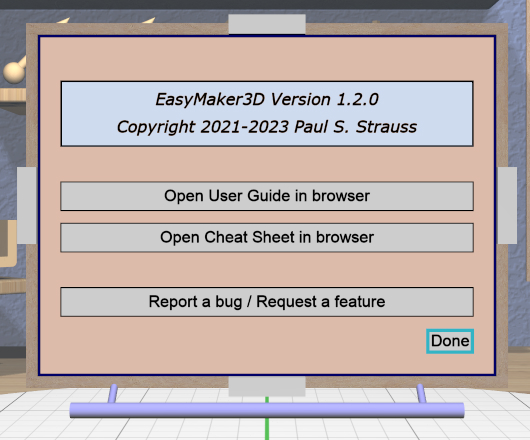 EasyMaker3D Version 1.2.0
Copyright 2021-2023 Paul S. Strauss
Open User Guide in browser
Open Cheat Sheet in browser
Report a bug / Request a feature
Done